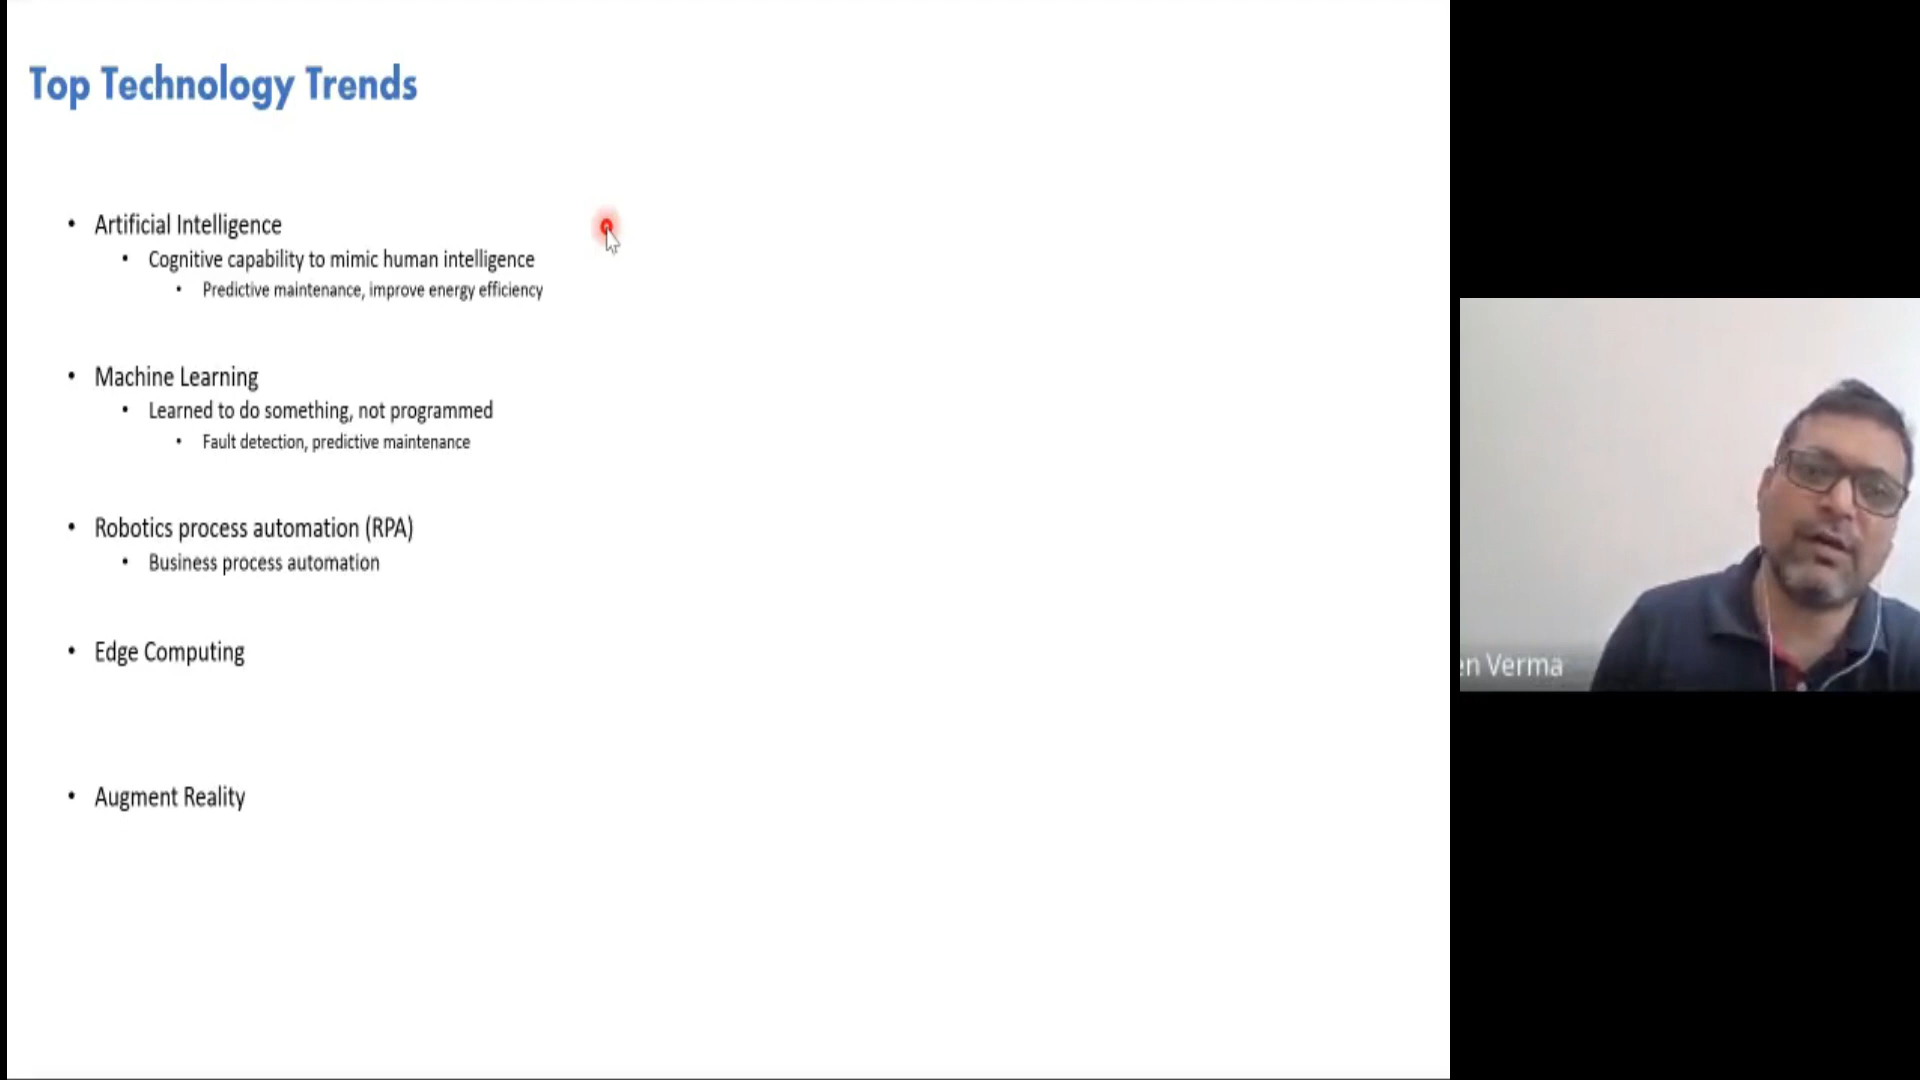 Top Technology Trends
• Artificial Intelligence
• Cognitive capability to mimic human intelligence
• Predictive maintenance, improve energy efficiency
• Machine Learning
• Learned to do something, not programmed
• Fault detection, predictive maintenance
• Robotics process automation (RPA)
• Business process automation
• Edge Computing
• Augment Reality
en Verma